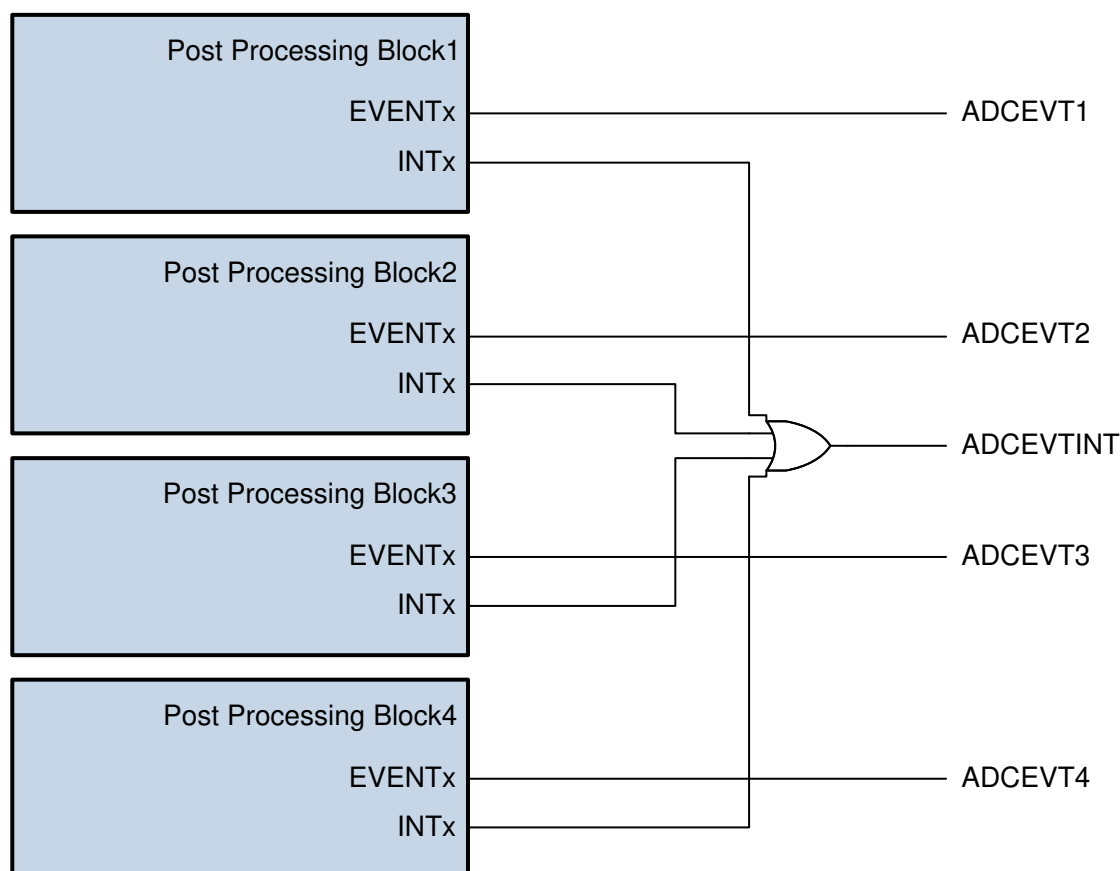 Post Processing Block1
EVENTx
ADCEVT1
INTx
Post Processing Block2
EVENTx
ADCEVT2
INTx
ADCEVTINT
Post Processing Block3
EVENTx
ADCEVT3
INTx
Post Processing Block4
EVENTx
ADCEVT4
INTx